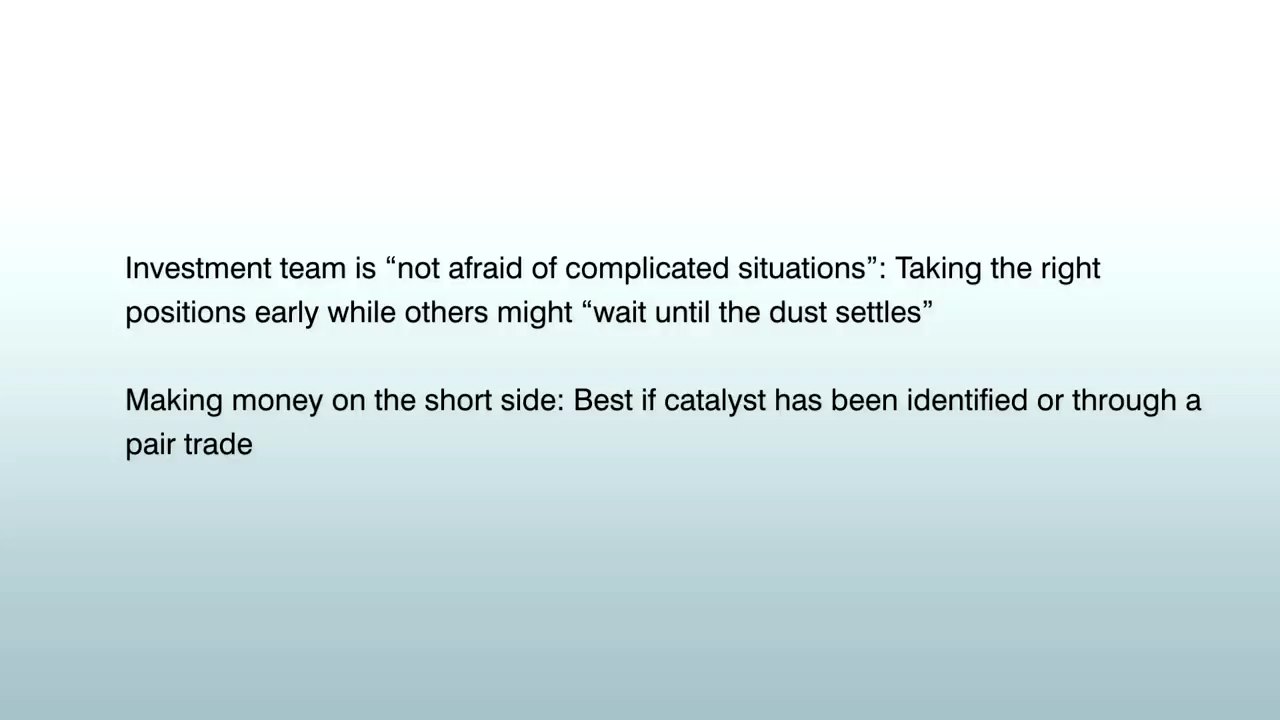 Investment team is “not afraid of complicated situations”: Taking the right
positions early while others might “wait until the dust settles”
Making money on the short side: Best if catalyst has been identified or through a
pair trade